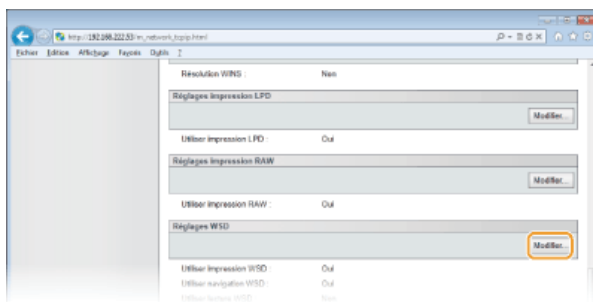 http://192.168.222.53/m_network_tcpip.html
Fichier Edition Affichage Favoris Outils ?
Résolution WINS : Non
Réglages impression LPD
Modifier...
Utiliser impression LPD : Oui
Réglages impression RAW
Modifier...
Utiliser impression RAW : Oui
Réglages WSD
Modifier...
Utiliser impression WSD : Oui
Utiliser navigation WSD : Oui